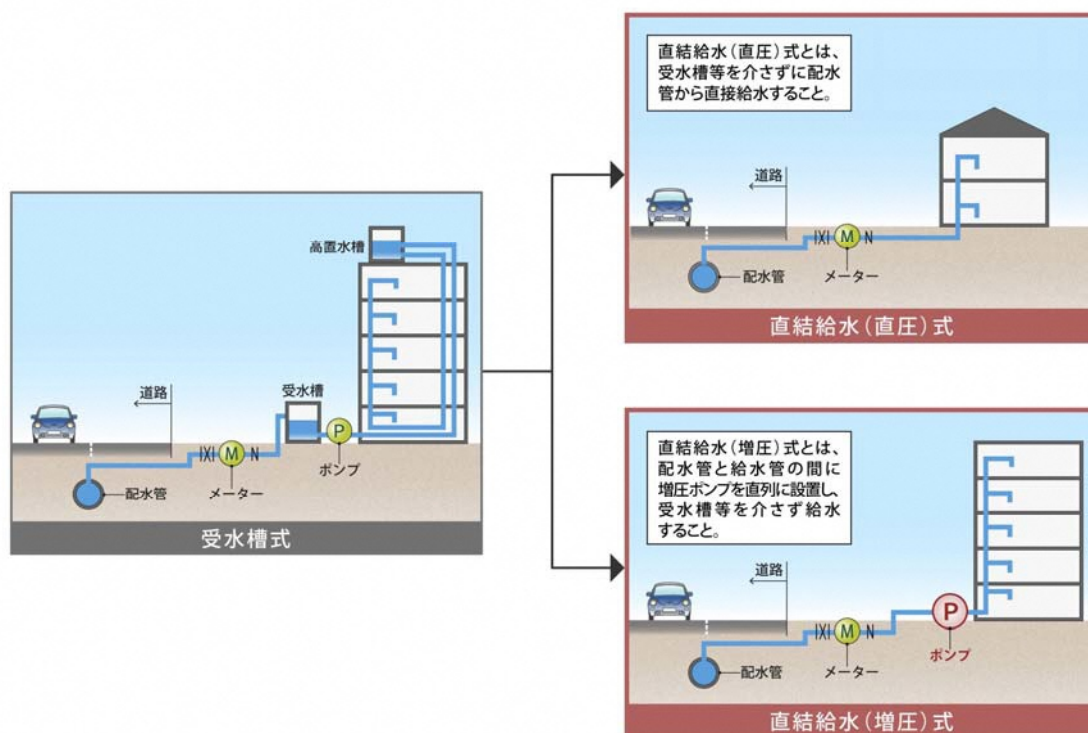 高置水槽
受水槽
道路
P
ポンプ
M N
配水管
メーター
受水槽式
直結給水（直圧）式とは、
受水槽等を介さずに配水
管から直接給水すること。
道路
M N
配水管
メーター
直結給水（直圧）式
直結給水（増圧）式とは、
配水管と給水管の間に
増圧ポンプを直列に設置し、
受水槽等を介さず給水
すること。
道路
P
M N
ポンプ
配水管
メーター
直結給水（増圧）式